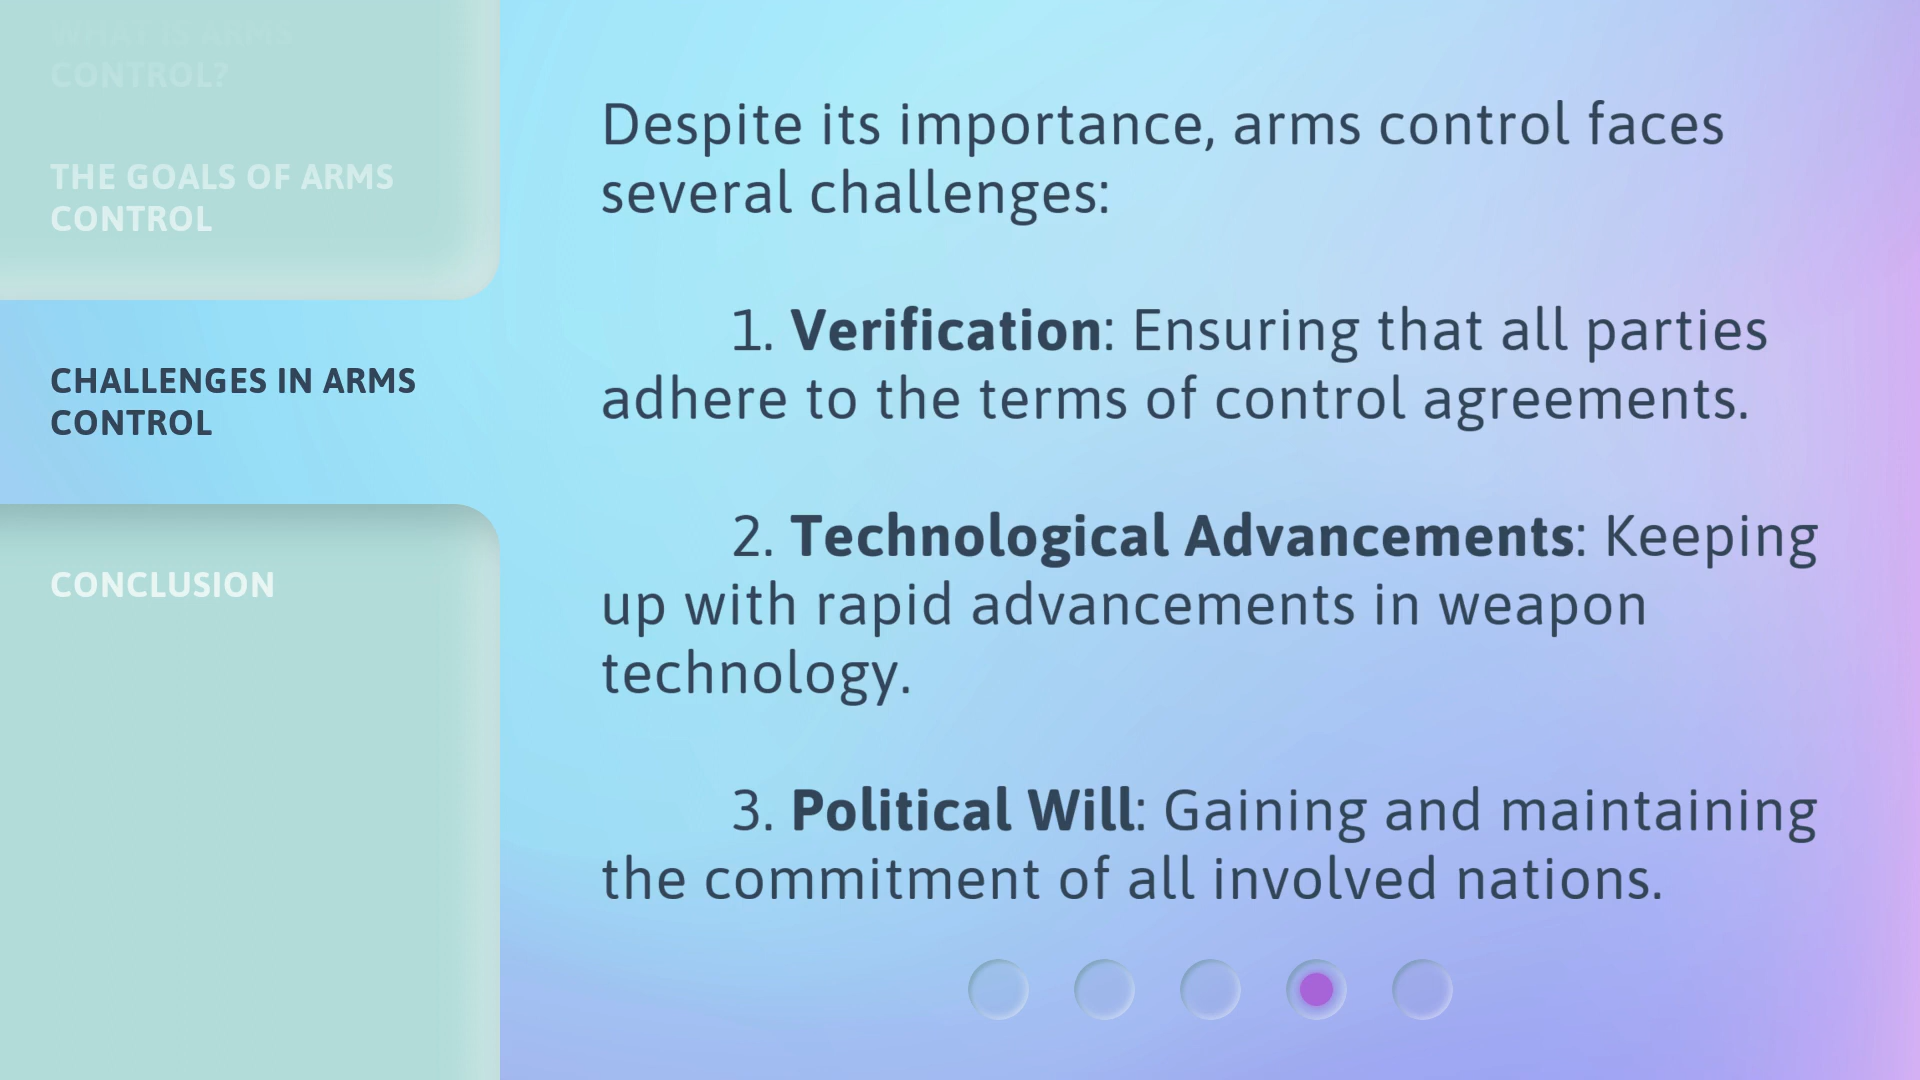 WHAT IS ARMS
CONTROL?
THE GOALS OF ARMS
CONTROL
CHALLENGES IN ARMS
CONTROL
CONCLUSION
Despite its importance, arms control faces
several challenges:
1. Verification: Ensuring that all parties
adhere to the terms of control agreements.
2. Technological Advancements: Keeping
up with rapid advancements in weapon
technology.
3. Political Will: Gaining and maintaining
the commitment of all involved nations.